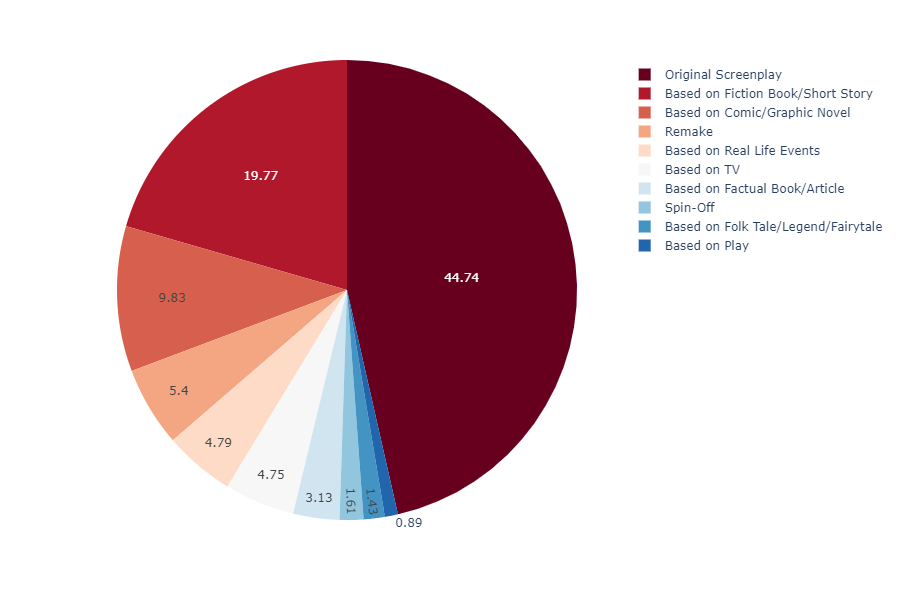 Original Screenplay
Based on Fiction Book/Short Story
Based on Comic/Graphic Novel
Remake
Based on Real Life Events
Based on TV
Based on Factual Book/Article
Spin-Off
Based on Folk Tale/Legend/Fairytale
Based on Play
19.77
44.74
9.83
5.4
4.79
4.75
3.13
1.61
1.43
0.89